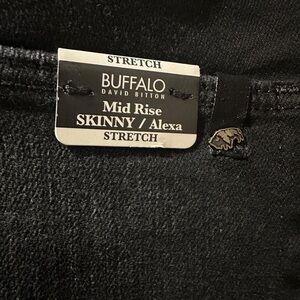 STRETCH
BUFFALO
DAVID BITTON
Mid Rise
SKINNY / Alexa
STRETCH